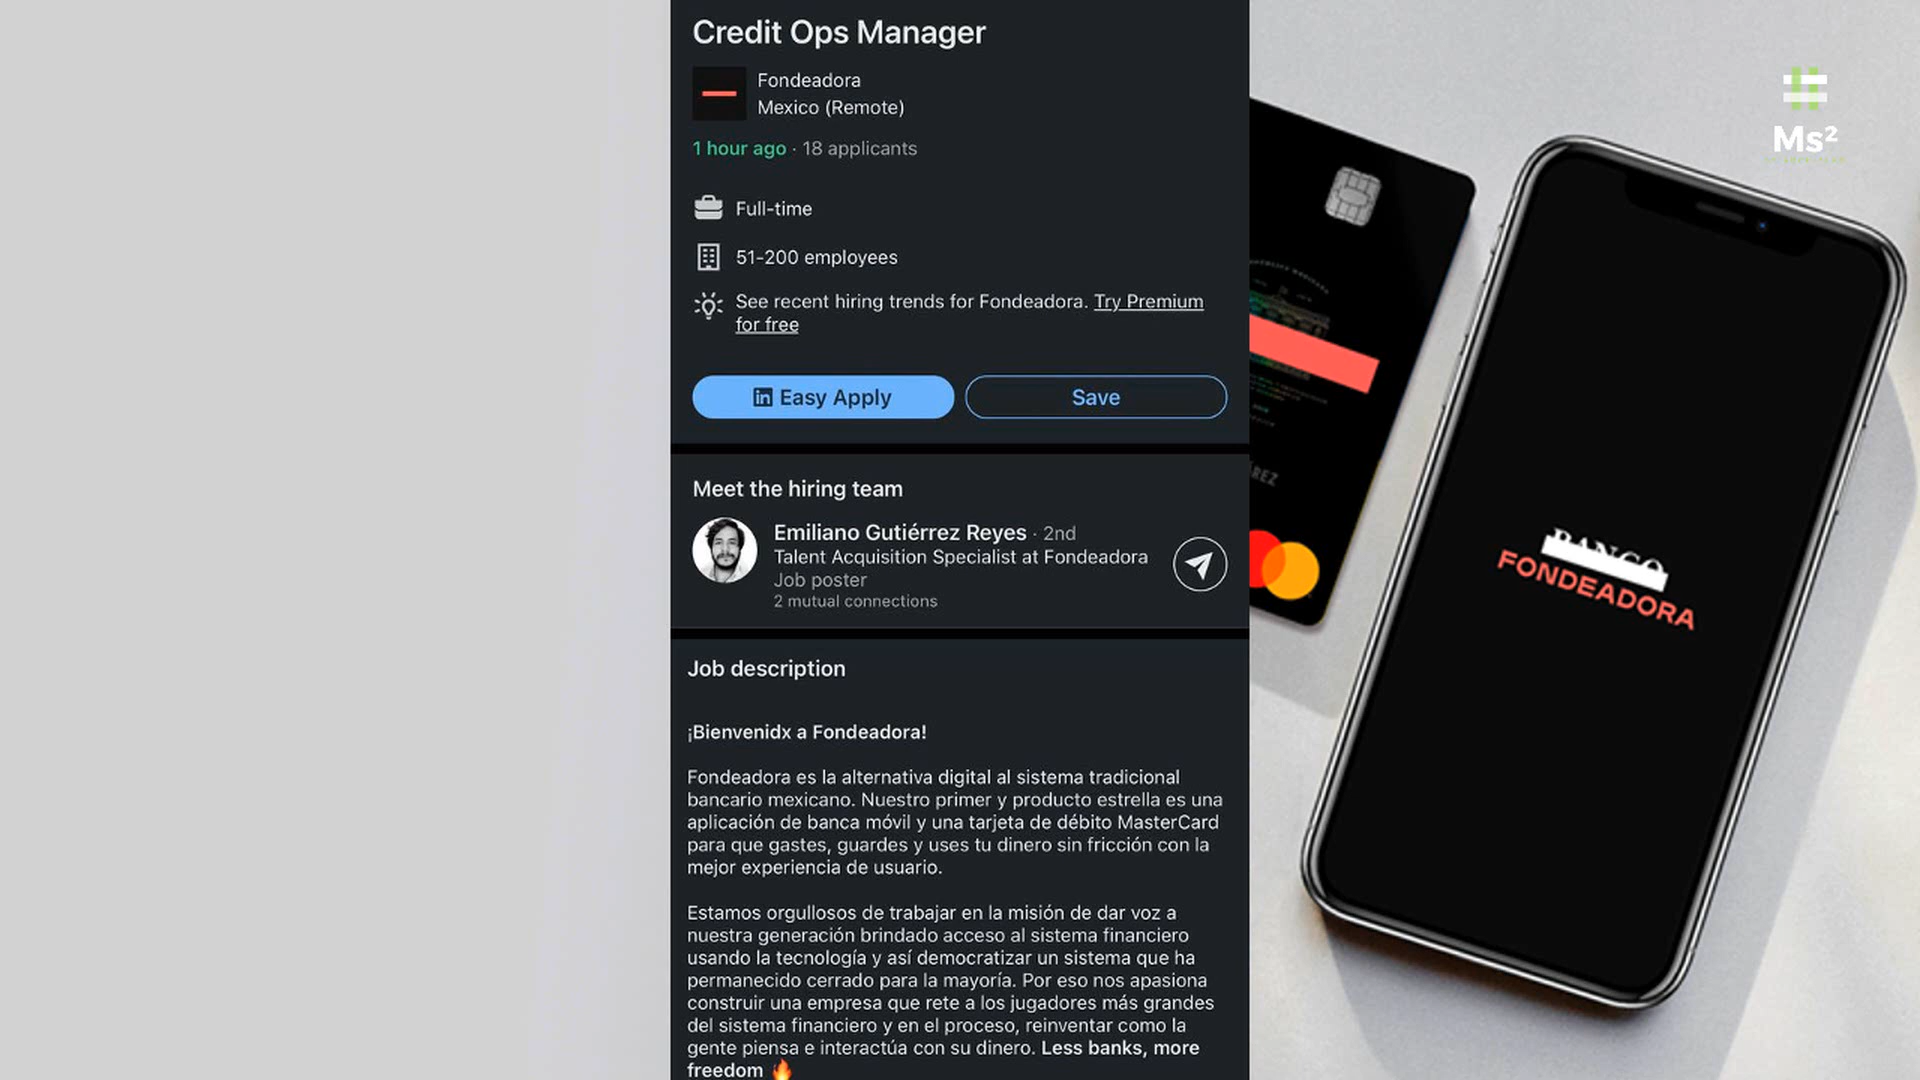 Credit Ops Manager
Fondeadora
Mexico (Remote)
1 hour ago · 18 applicants
Full-time
51-200 employees
See recent hiring trends for Fondeadora. Try Premium
for free
in Easy Apply
Save
Meet the hiring team
Emiliano Gutiérrez Reyes · 2nd
Talent Acquisition Specialist at Fondeadora
Job poster
2 mutual connections
Job description
¡Bienvenidx a Fondeadora!
Fondeadora es la alternativa digital al sistema tradicional
bancario mexicano. Nuestro primer y producto estrella es una
aplicación de banca móvil y una tarjeta de débito MasterCard
para que gastes, guardes y uses tu dinero sin fricción con la
mejor experiencia de usuario.
Estamos orgullosos de trabajar en la misión de dar voz a
nuestra generación brindado acceso al sistema financiero
usando la tecnología y así democratizar un sistema que ha
permanecido cerrado para la mayoría. Por eso nos apasiona
construir una empresa que rete a los jugadores más grandes
del sistema financiero y en el proceso, reinventar como la
gente piensa e interactúa con su dinero. Less banks, more
freedom 🔥
Ms²
BANCO
FONDEADORA